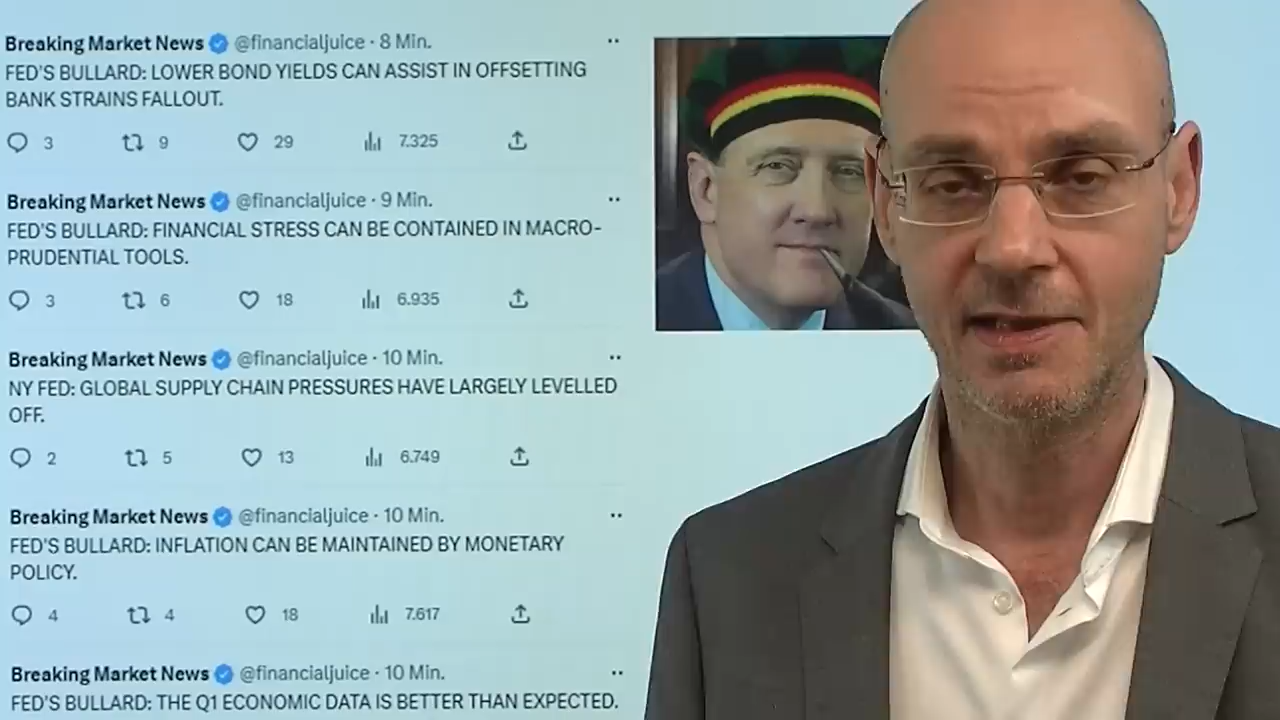 Breaking Market News @financialjuice · 8 Min.
FED'S BULLARD: LOWER BOND YIELDS CAN ASSIST IN OFFSETTING
BANK STRAINS FALLOUT.
3 9 29 7.325
Breaking Market News @financialjuice · 9 Min.
FED'S BULLARD: FINANCIAL STRESS CAN BE CONTAINED IN MACRO-
PRUDENTIAL TOOLS.
3 6 18 6.935
Breaking Market News @financialjuice · 10 Min.
NY FED: GLOBAL SUPPLY CHAIN PRESSURES HAVE LARGELY LEVELLED
OFF.
2 5 13 6.749
Breaking Market News @financialjuice · 10 Min.
FED'S BULLARD: INFLATION CAN BE MAINTAINED BY MONETARY
POLICY.
4 4 18 7.617
Breaking Market News @financialjuice · 10 Min.
FED'S BULLARD: THE Q1 ECONOMIC DATA IS BETTER THAN EXPECTED.